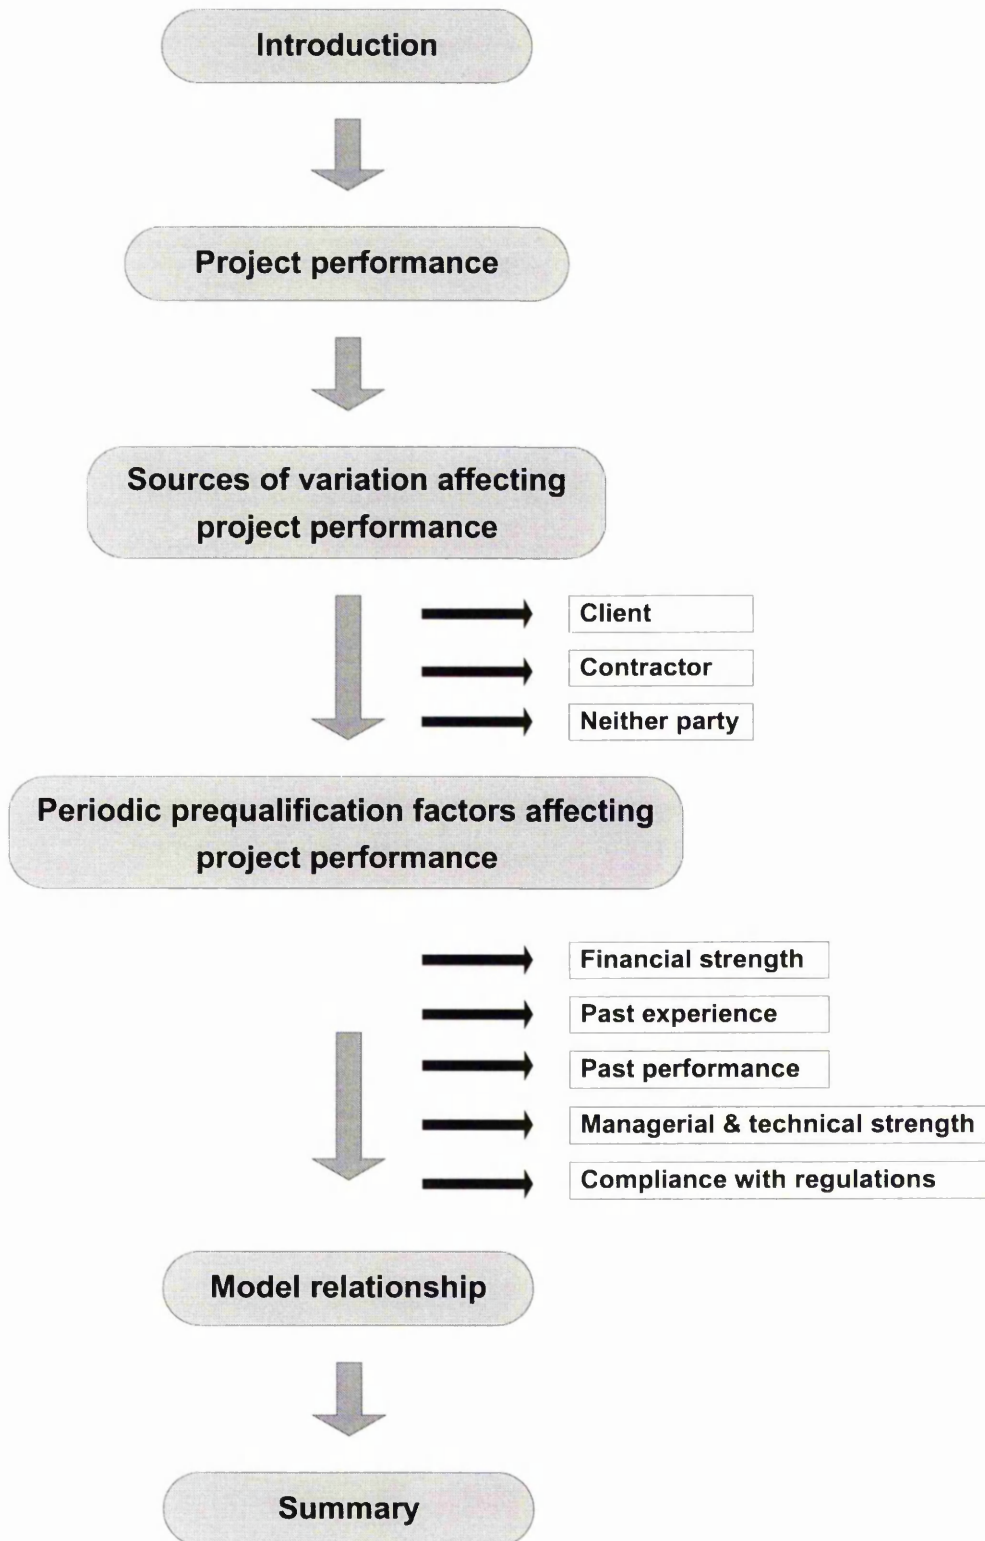 Introduction
Project performance
Sources of variation affecting
project performance
Client
Contractor
Neither party
Periodic prequalification factors affecting
project performance
Financial strength
Past experience
Past performance
Managerial & technical strength
Compliance with regulations
Model relationship
Summary